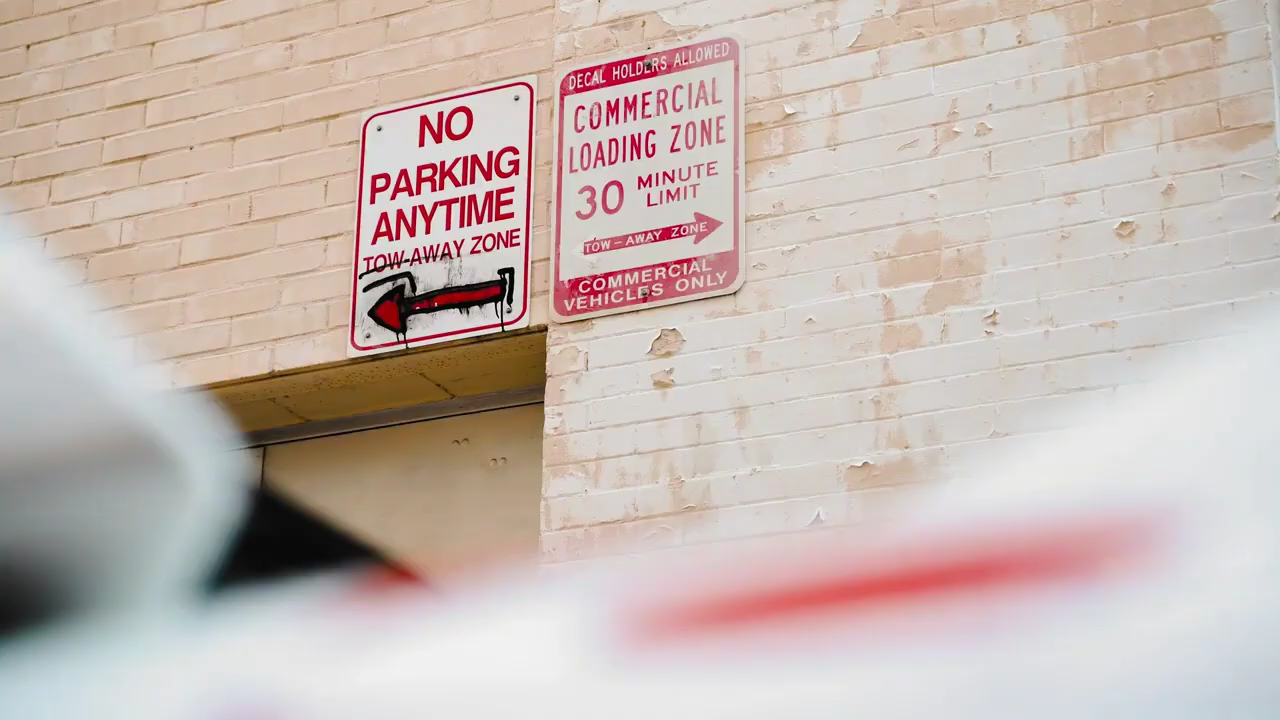 NO
PARKING
ANYTIME
TOW-AWAY ZONE
DECAL HOLDERS ALLOWED
COMMERCIAL
LOADING ZONE
30 MINUTE
LIMIT
TOW-AWAY ZONE
COMMERCIAL
VEHICLES ONLY